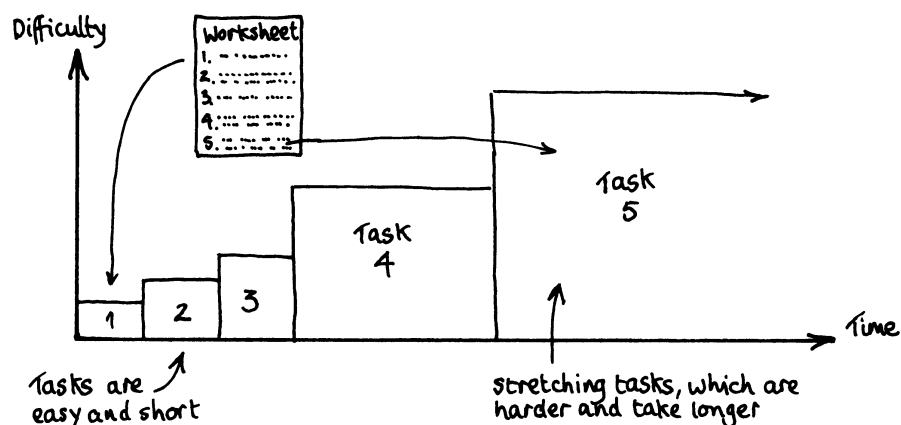 Difficulty
Worksheet
1.
2.
3.
4.
5.
Task
5
Task
4
1
2
3
Time
Tasks are
easy and short
stretching tasks, which are
harder and take longer